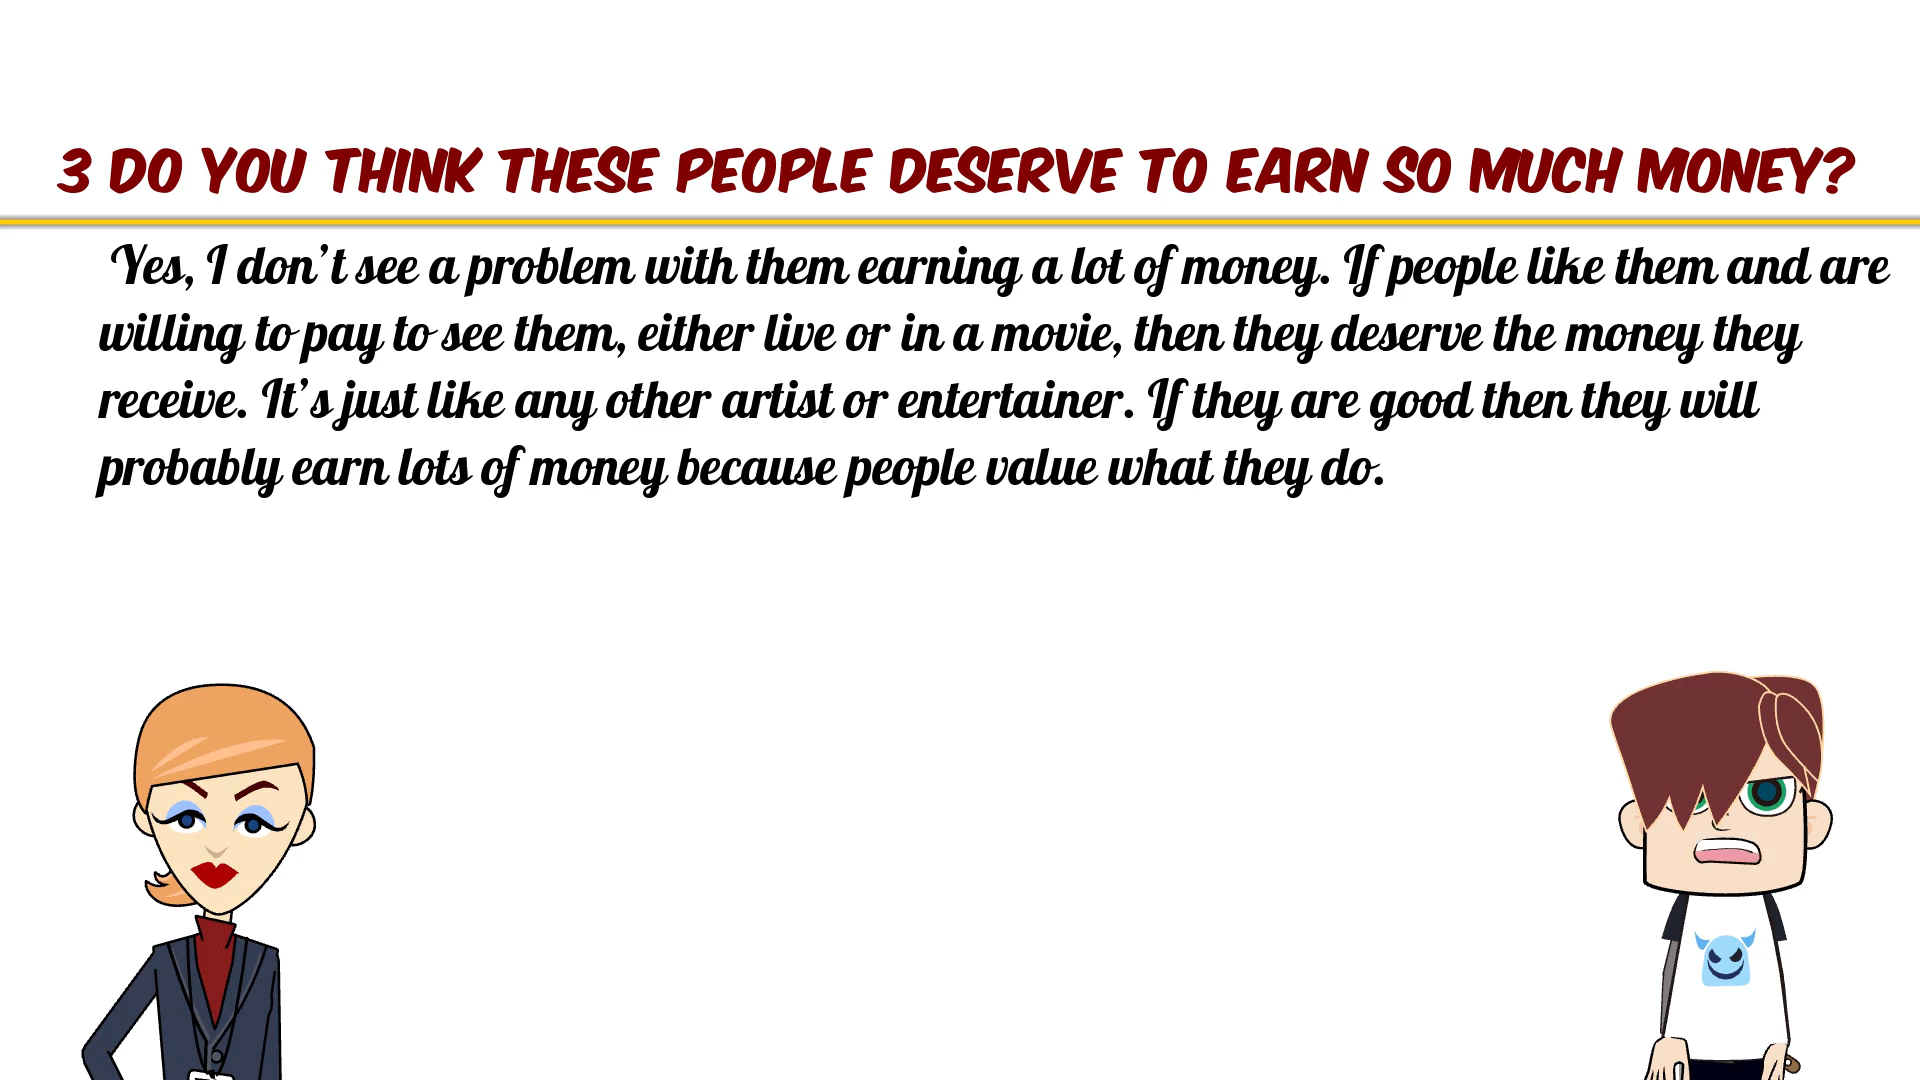 3 DO YOU THINK THESE PEOPLE DESERVE TO EARN SO MUCH MONEY?
Yes, I don’t see a problem with them earning a lot of money. If people like them and are
willing to pay to see them, either live or in a movie, then they deserve the money they
receive. It’s just like any other artist or entertainer. If they are good then they will
probably earn lots of money because people value what they do.